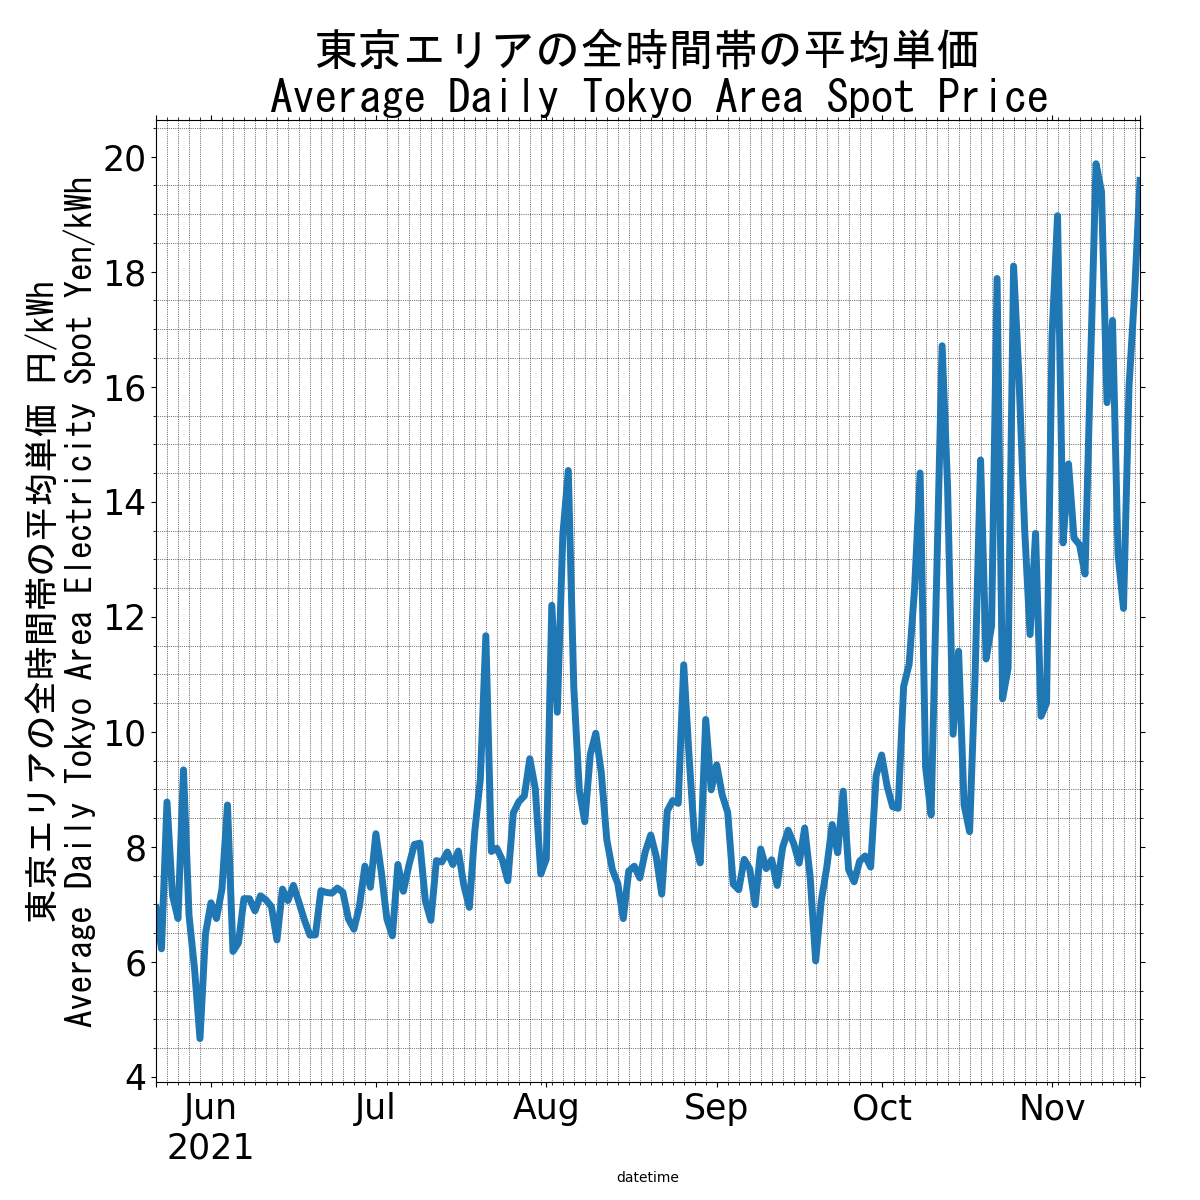 東京エリアの全時間帯の平均単価
Average Daily Tokyo Area Spot Price
東京エリアの全時間帯の平均単価 円/kWh
Average Daily Tokyo Area Electricity Spot Yen/kWh
20
18
16
14
12
10
8
6
4
Jun
2021
Jul
Aug
Sep
Oct
Nov
datetime